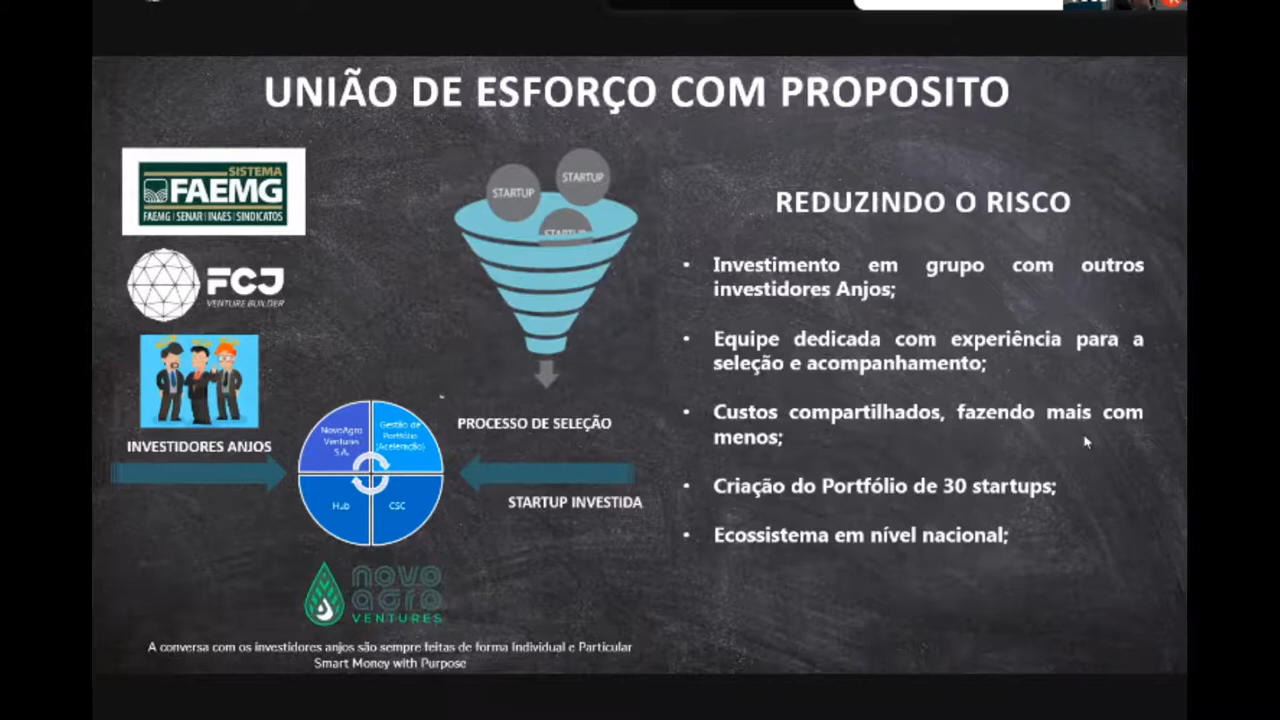 UNIÃO DE ESFORÇO COM PROPOSITO
SISTEMA
FAEMG
FAEMG | SENAR | INAES | SINDICATOS
FCJ
VENTURE BUILDER
INVESTIDORES ANJOS
STARTUP
STARTUP
STARTUP
PROCESSO DE SELEÇÃO
STARTUP INVESTIDA
NovoAgro
Ventures
S.A.
Gestão de
Portfólio
(Aceleração)
Hub
CSC
novo
agro
VENTURES
A conversa com os investidores anjos são sempre feitas de forma Individual e Particular
Smart Money with Purpose
REDUZINDO O RISCO
• Investimento em grupo com outros
investidores Anjos;
• Equipe dedicada com experiência para a
seleção e acompanhamento;
• Custos compartilhados, fazendo mais com
menos;
• Criação do Portfólio de 30 startups;
• Ecossistema em nível nacional;